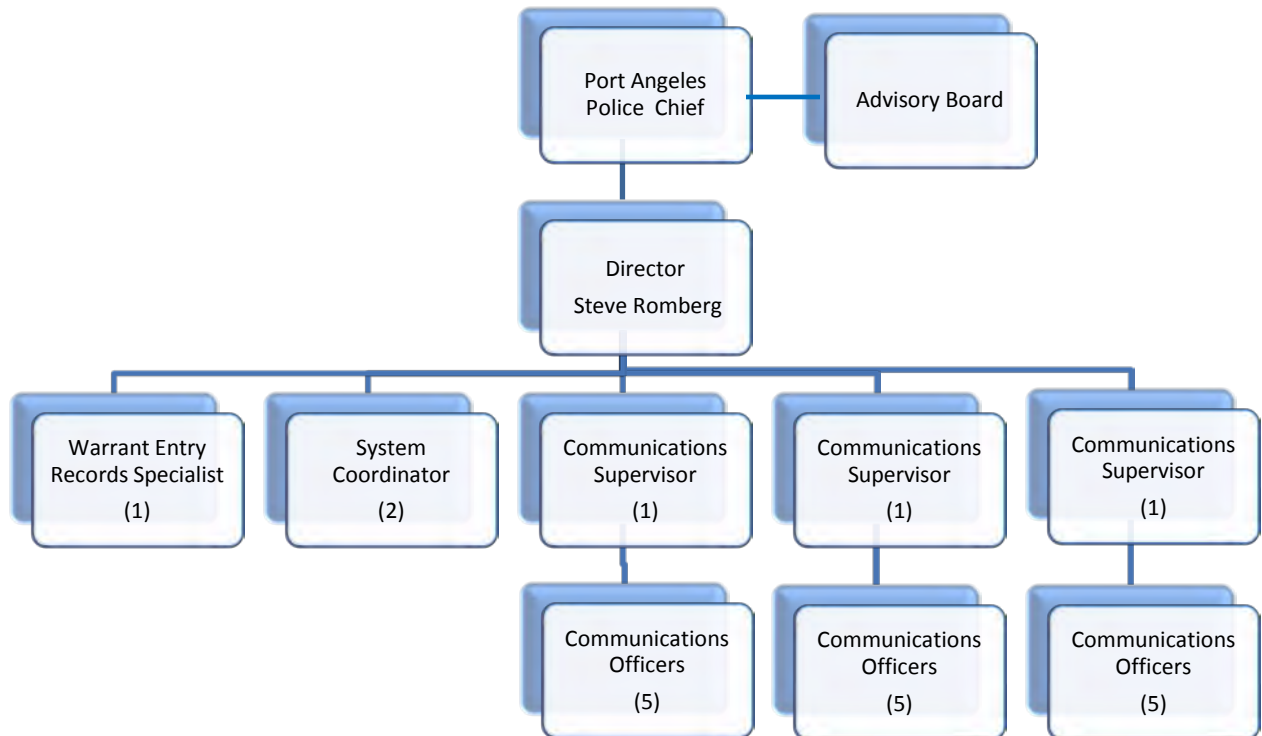 Port Angeles
Police Chief
Advisory Board
Director
Steve Romberg
Warrant Entry
Records Specialist
(1)
System
Coordinator
(2)
Communications
Supervisor
(1)
Communications
Supervisor
(1)
Communications
Supervisor
(1)
Communications
Officers
(5)
Communications
Officers
(5)
Communications
Officers
(5)